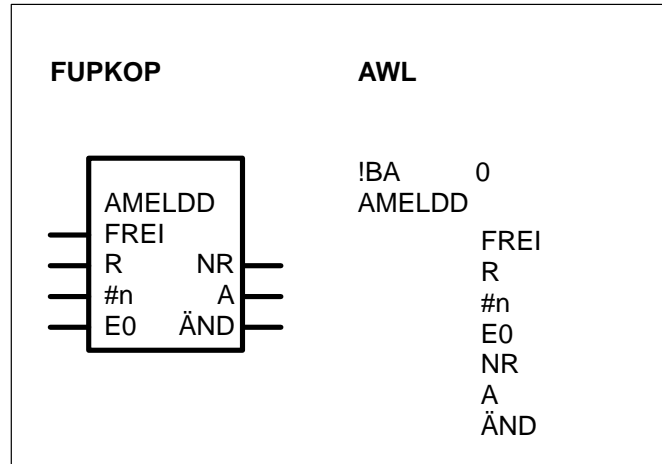 FUPKOP
AWL
AMELDD
FREI
R NR
#n A
E0 ÄND
!BA 0
AMELDD
FREI
R
#n
E0
NR
A
ÄND